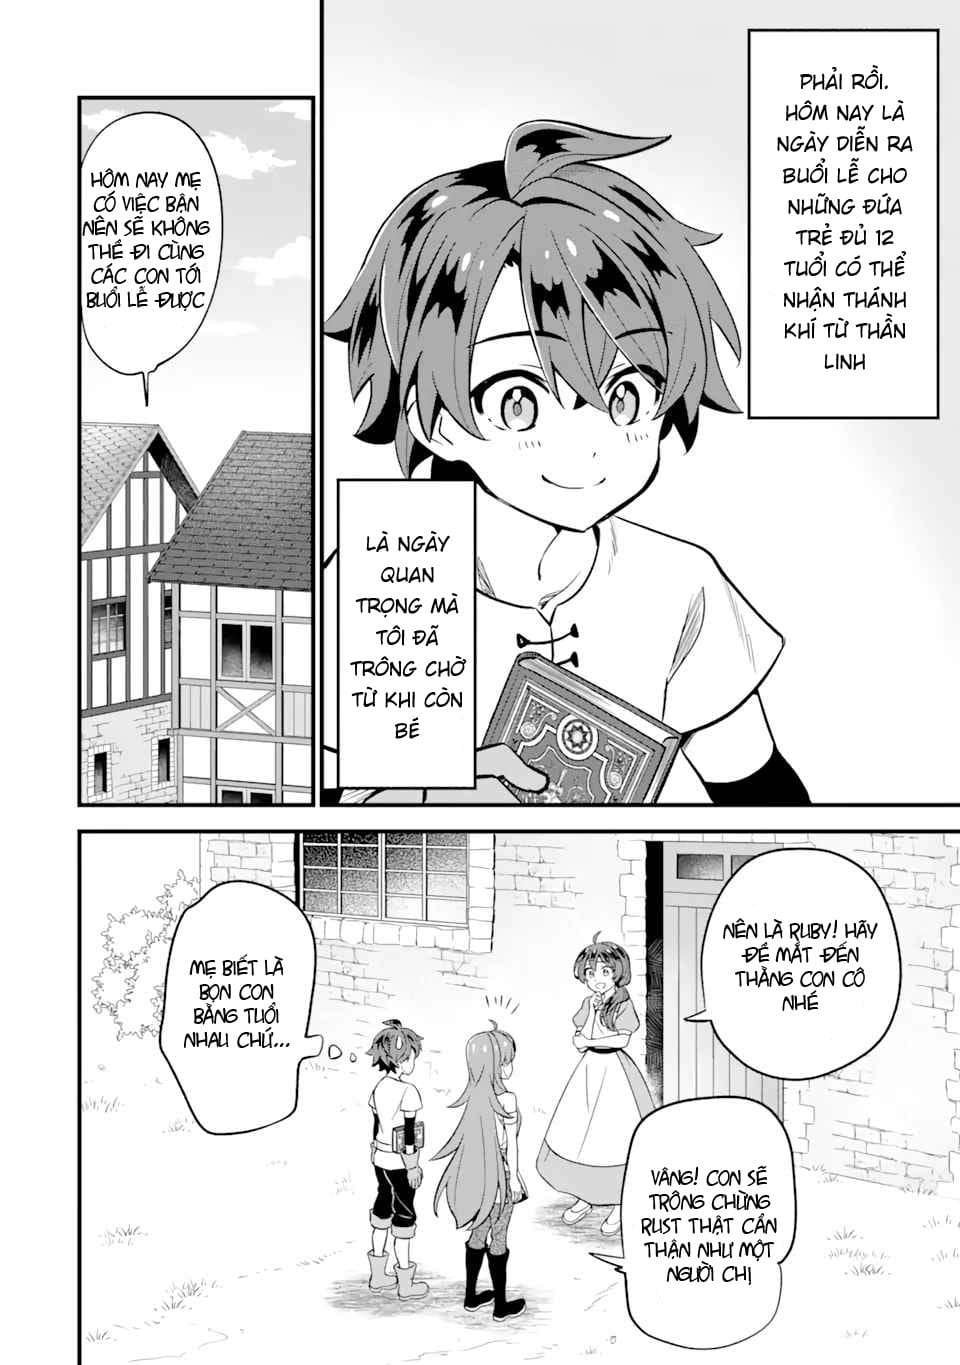 PHẢI RỒI.
HÔM NAY LÀ
NGÀY DIỄN RA
BUỔI LỄ CHO
NHỮNG ĐỨA
TRẺ ĐỦ 12
TUỔI CÓ THỂ
NHẬN THÁNH
KHÍ TỪ THẦN
LINH
LÀ NGÀY
QUAN
TRỌNG MÀ
TÔI ĐÃ
TRÔNG CHỜ
TỪ KHI CÒN
BÉ
HÔM NAY MẸ
CÓ VIỆC BẬN
NÊN SẼ KHÔNG
THỂ ĐI CÙNG
CÁC CON TỚI
BUỔI LỄ ĐƯỢC
NÊN LÀ RUBY! HÃY
ĐỂ MẮT ĐẾN
THẰNG CON CÔ
NHÉ
MẸ BIẾT LÀ
BỌN CON
BẰNG TUỔI
NHAU CHỨ...
VÂNG! CON SẼ
TRÔNG CHỪNG
RUST THẬT CẨN
THẬN NHƯ MỘT
NGƯỜI CHỊ